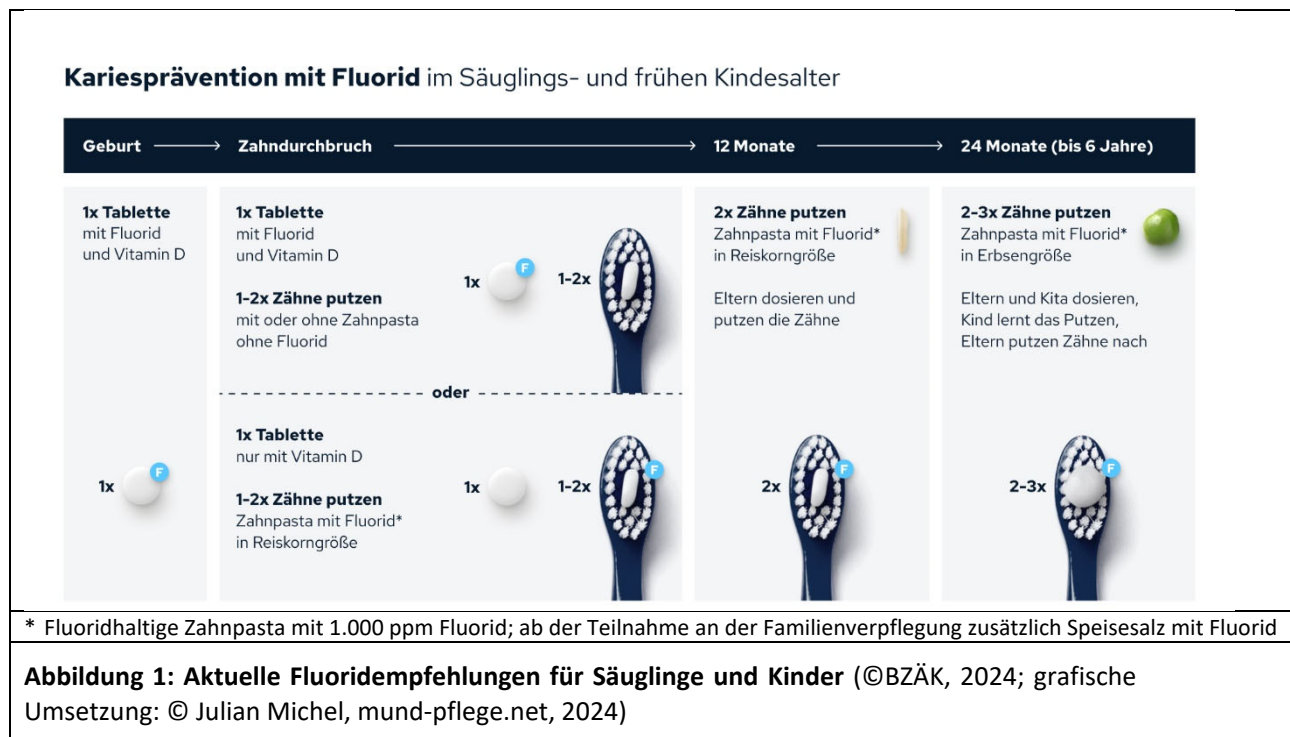 Kariesprävention mit Fluorid im Säuglings- und frühen Kindesalter
Geburt → Zahndurchbruch → 12 Monate → 24 Monate (bis 6 Jahre)
1x Tablette
mit Fluorid
und Vitamin D
1x
F
1x Tablette
mit Fluorid
und Vitamin D
1-2x Zähne putzen
mit oder ohne Zahnpasta
ohne Fluorid
1x
F
1-2x
oder
1x Tablette
nur mit Vitamin D
1-2x Zähne putzen
Zahnpasta mit Fluorid*
in Reiskorngröße
1x
1-2x
F
2x Zähne putzen
Zahnpasta mit Fluorid*
in Reiskorngröße
Eltern dosieren und
putzen die Zähne
2x
F
2-3x Zähne putzen
Zahnpasta mit Fluorid*
in Erbsengröße
Eltern und Kita dosieren,
Kind lernt das Putzen,
Eltern putzen Zähne nach
2-3x
F
* Fluoridhaltige Zahnpasta mit 1.000 ppm Fluorid; ab der Teilnahme an der Familienverpflegung zusätzlich Speisesalz mit Fluorid
Abbildung 1: Aktuelle Fluoridempfehlungen für Säuglinge und Kinder (©BZÄK, 2024; grafische
Umsetzung: © Julian Michel, mund-pflege.net, 2024)